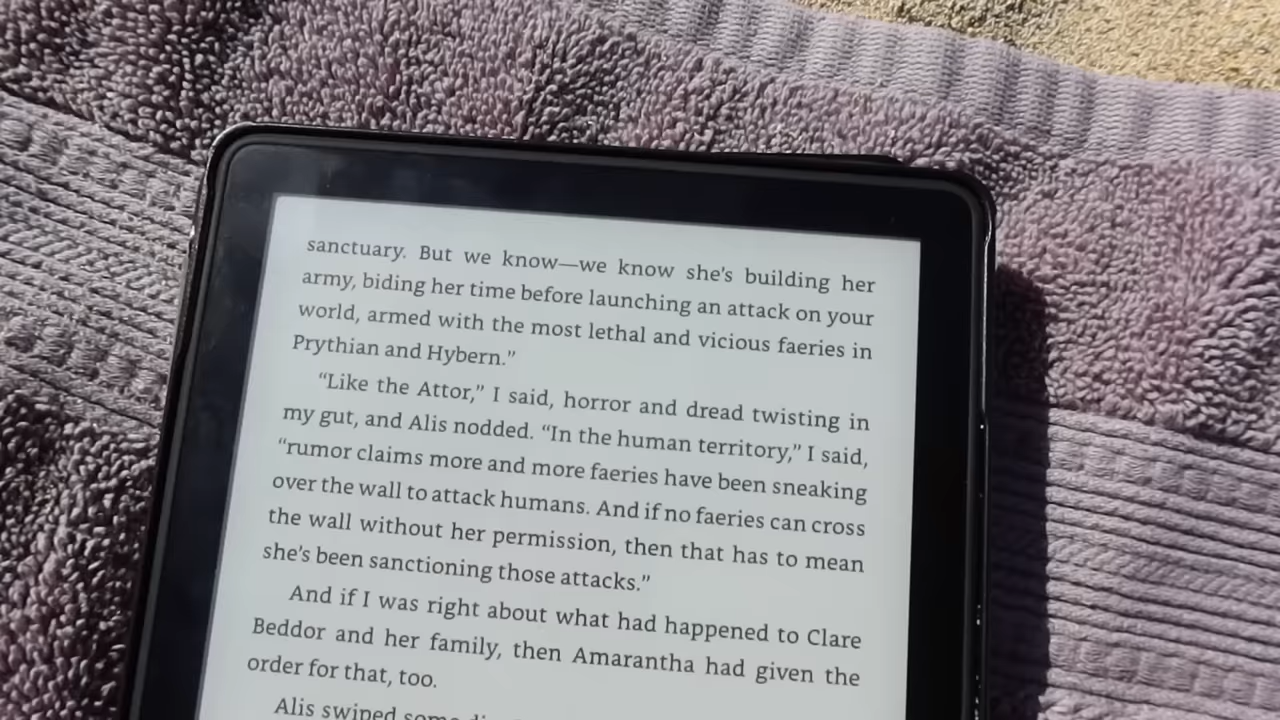 sanctuary. But we know—we know she's building her
army, biding her time before launching an attack on your
world, armed with the most lethal and vicious faeries in
Prythian and Hybern.”
“Like the Attor,” I said, horror and dread twisting in
my gut, and Alis nodded. “In the human territory,” I said,
“rumor claims more and more faeries have been sneaking
over the wall to attack humans. And if no faeries can cross
the wall without her permission, then that has to mean
she's been sanctioning those attacks.”
And if I was right about what had happened to Clare
Beddor and her family, then Amarantha had given the
order for that, too.
Alis swiped some